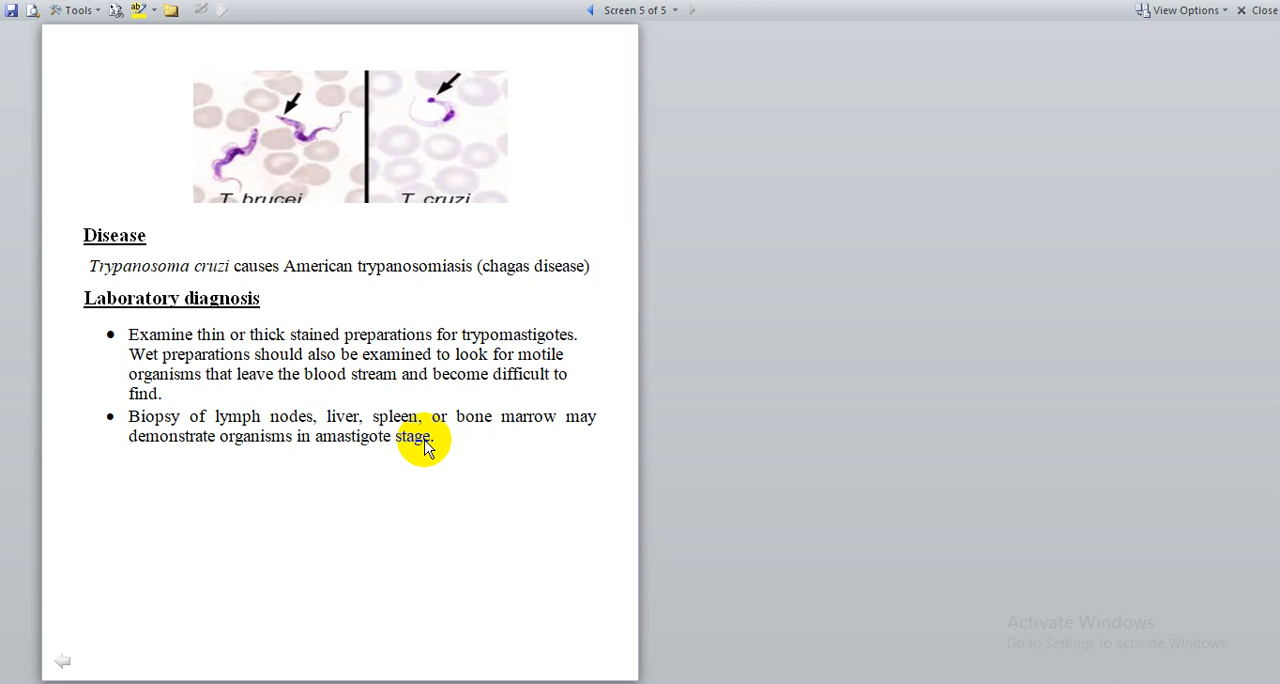 Tools
Screen 5 of 5
View Options
Close
T. brucei
T. cruzi
Disease
Trypanosoma cruzi causes American trypanosomiasis (chagas disease)
Laboratory diagnosis
• Examine thin or thick stained preparations for trypomastigotes.
Wet preparations should also be examined to look for motile
organisms that leave the blood stream and become difficult to
find.
• Biopsy of lymph nodes, liver, spleen, or bone marrow may
demonstrate organisms in amastigote stage.
Activate Windows
Go to Settings to activate Windows.